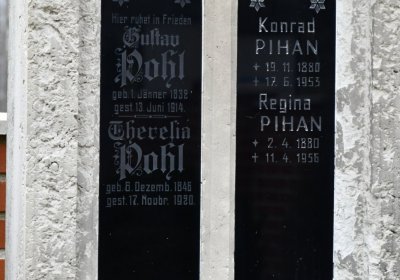 Hier ruhet in Frieden
Gustav
Pohl
geb. 1. Jänner 1838
gest. 13. Juni 1914.
Theresia
Pohl
geb. 8. Dezemb. 1846
gest. 17. Novbr. 1930.
Konrad
PIHAN
+ 19. 11. 1880
+ 17. 6. 1953
Regina
PIHAN
+ 2. 4. 1880
+ 11. 4. 1956